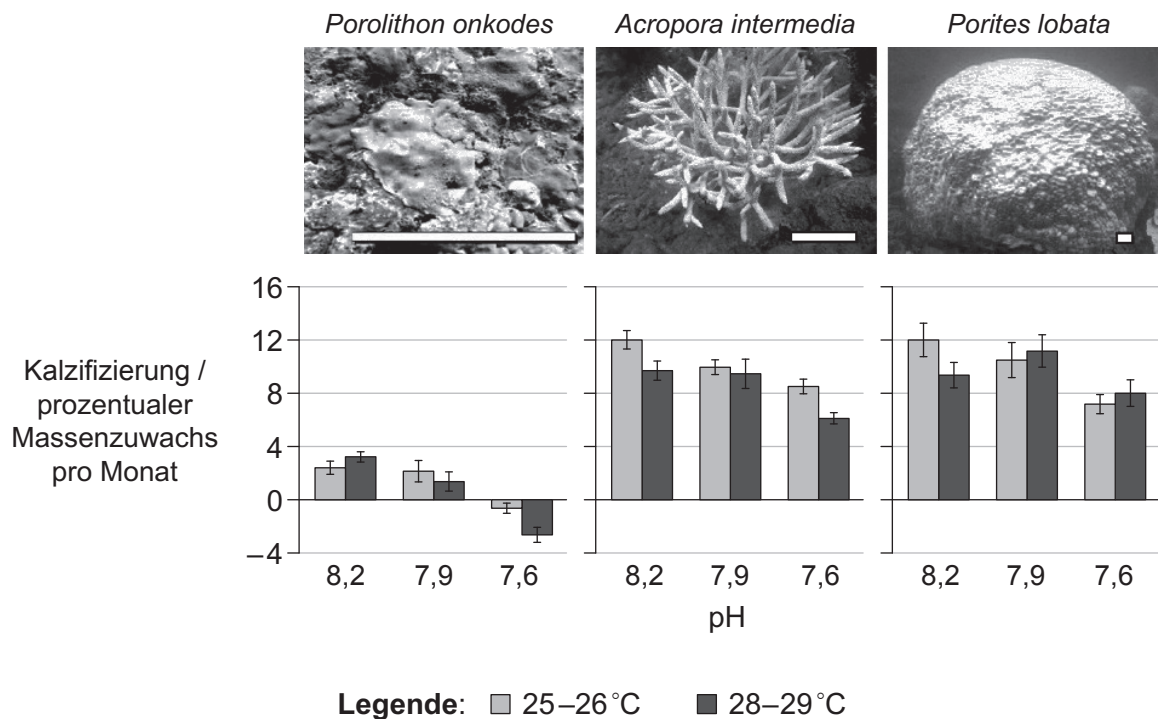 Porolithon onkodes
Acropora intermedia
Porites lobata
Kalzifizierung /
prozentualer
Massenzuwachs
pro Monat
16
12
8
4
0
–4
8,2 7,9 7,6
8,2 7,9 7,6
8,2 7,9 7,6
pH
Legende: 25–26 °C 28–29 °C